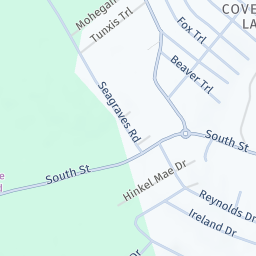 Mohegan
Tunxis Trl
COVE
LA
Fox Trl
Beaver Trl
Seagraves Rd
South St
South St
Hinkel Mae Dr
Reynolds Dr
Ireland Dr
Dr